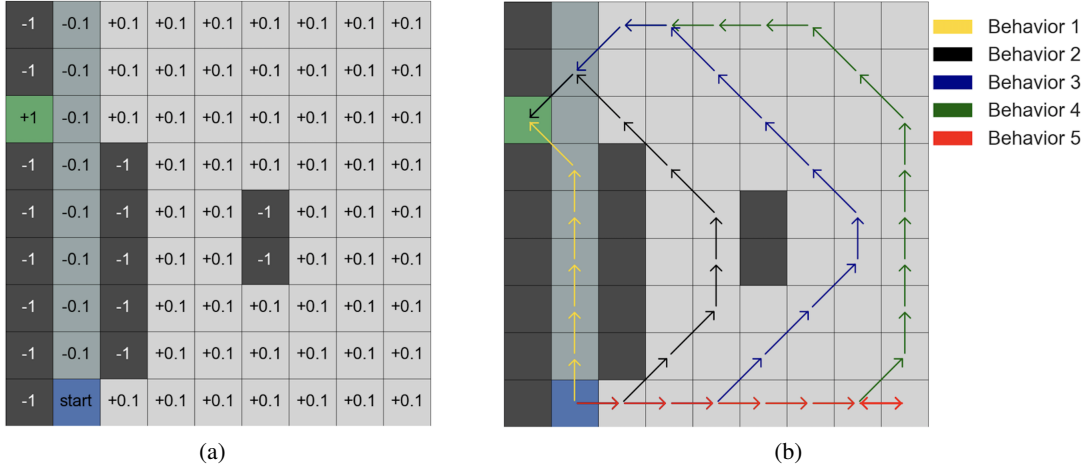 -1 -0.1 +0.1 +0.1 +0.1 +0.1 +0.1 +0.1 +0.1
-1 -0.1 +0.1 +0.1 +0.1 +0.1 +0.1 +0.1 +0.1
+1 -0.1 +0.1 +0.1 +0.1 +0.1 +0.1 +0.1 +0.1
-1 -0.1 -1 +0.1 +0.1 +0.1 +0.1 +0.1 +0.1
-1 -0.1 -1 +0.1 +0.1 -1 +0.1 +0.1 +0.1
-1 -0.1 -1 +0.1 +0.1 -1 +0.1 +0.1 +0.1
-1 -0.1 -1 +0.1 +0.1 +0.1 +0.1 +0.1 +0.1
-1 -0.1 -1 +0.1 +0.1 +0.1 +0.1 +0.1 +0.1
-1 start +0.1 +0.1 +0.1 +0.1 +0.1 +0.1 +0.1
(a)
Behavior 1
Behavior 2
Behavior 3
Behavior 4
Behavior 5
(b)